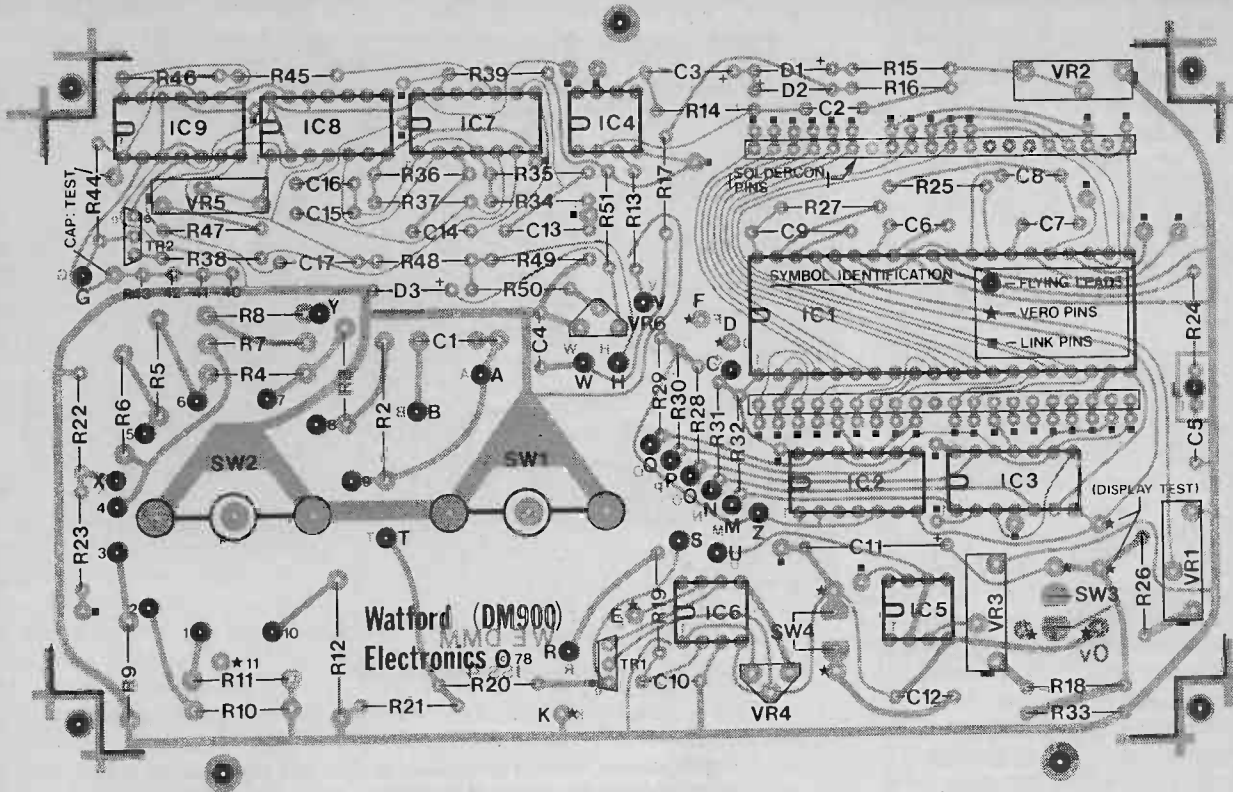 R46 R45 R39 C3 + D1 + R15 VR2
D2 R16
R14 C2
IC9 IC8 IC7 IC4
SOLDERCON
PINS
CAP. TEST
R44
VR5
C16 R36 R35
R51 R13 R17
R25 C8
C15 R37 R34
R27
TR2
R47 C14 C13
C9 C6 C7
R38 C17 R48 R49
G
D3 + R50
C4
SYMBOL IDENTIFICATION
FLYING LEADS
★ VERO PINS
■ LINK PINS
IC1
R24
R8 Y
V
VR6
F
D
C
R7 C1
R5
R6
R4
W H
W H
A A
R2
B B
R29 R30 R28 R31 R32
6 7
8
5
9
R22
C5
SW2 SW1
X
4
Q
P
O
N
M
Z
IC2 IC3
(DISPLAY TEST)
R23
3
T T
S
U
C11 +
R26
VR1
2
1 10
R12
R19
E
IC6
SW4
IC5
VR3
SW3
Watford (DM900)
WE DMM
Electronics © 78
R
TR1
★ 11
R9
R11
R20
C10
VR4
C12
R18
R10
R21
K ★
R33